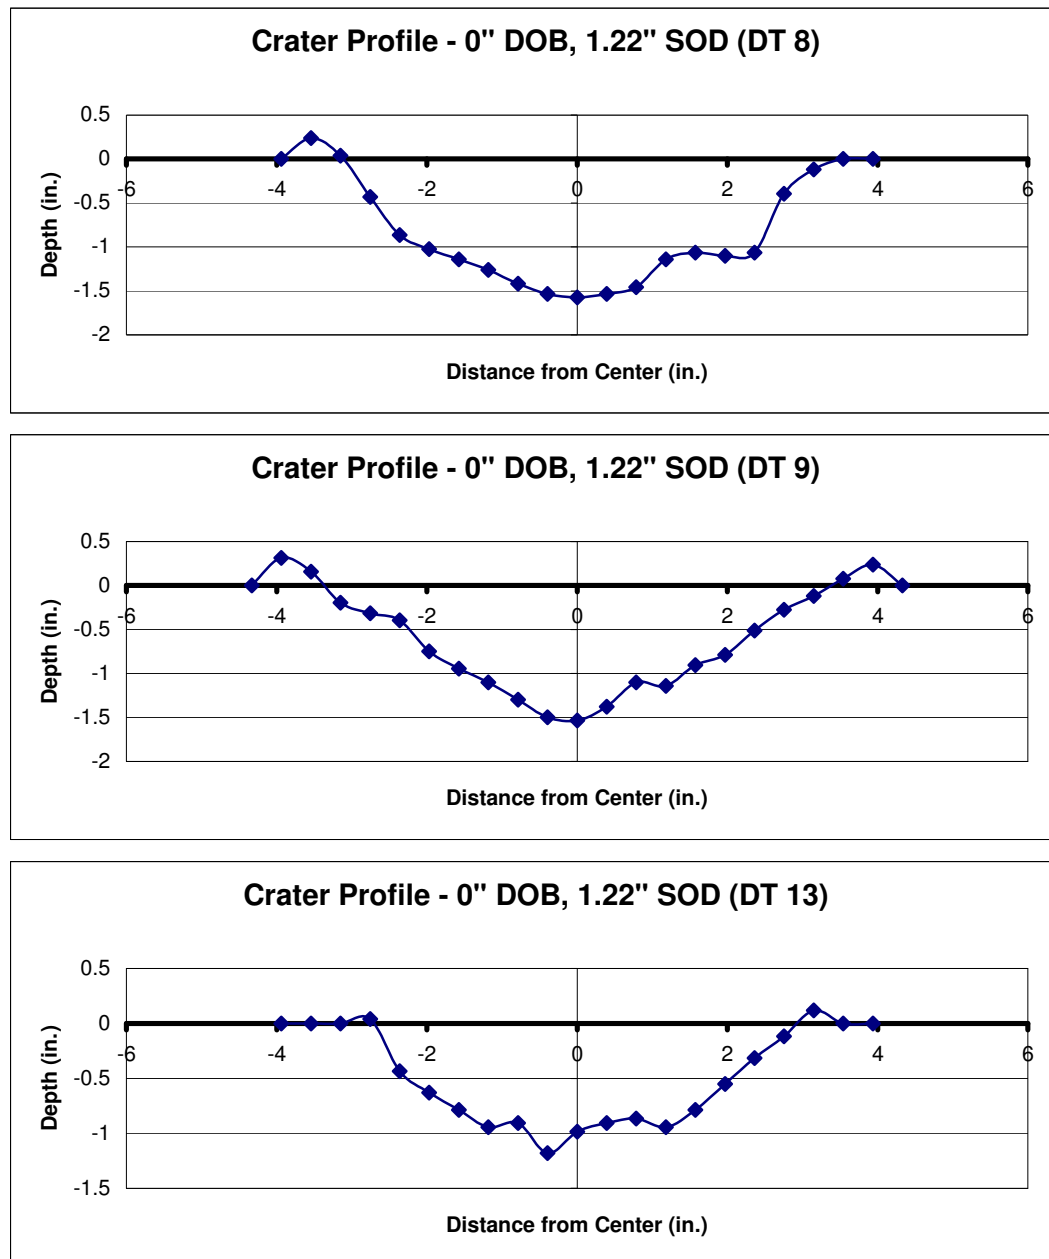 Crater Profile - 0" DOB, 1.22" SOD (DT 8)
0.5
0
-6 -4 -2 0 2 4 6
-0.5
-1
-1.5
-2
Depth (in.)
Distance from Center (in.)
Crater Profile - 0" DOB, 1.22" SOD (DT 9)
0.5
0
-6 -4 -2 0 2 4 6
-0.5
-1
-1.5
-2
Depth (in.)
Distance from Center (in.)
Crater Profile - 0" DOB, 1.22" SOD (DT 13)
0.5
0
-6 -4 -2 0 2 4 6
-0.5
-1
-1.5
Depth (in.)
Distance from Center (in.)